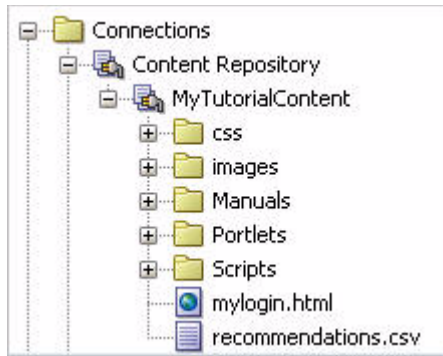 Connections
Content Repository
MyTutorialContent
css
images
Manuals
Portlets
Scripts
mylogin.html
recommendations.csv